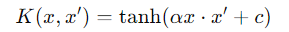 K(x, x′) = tanh(αx · x′ + c)